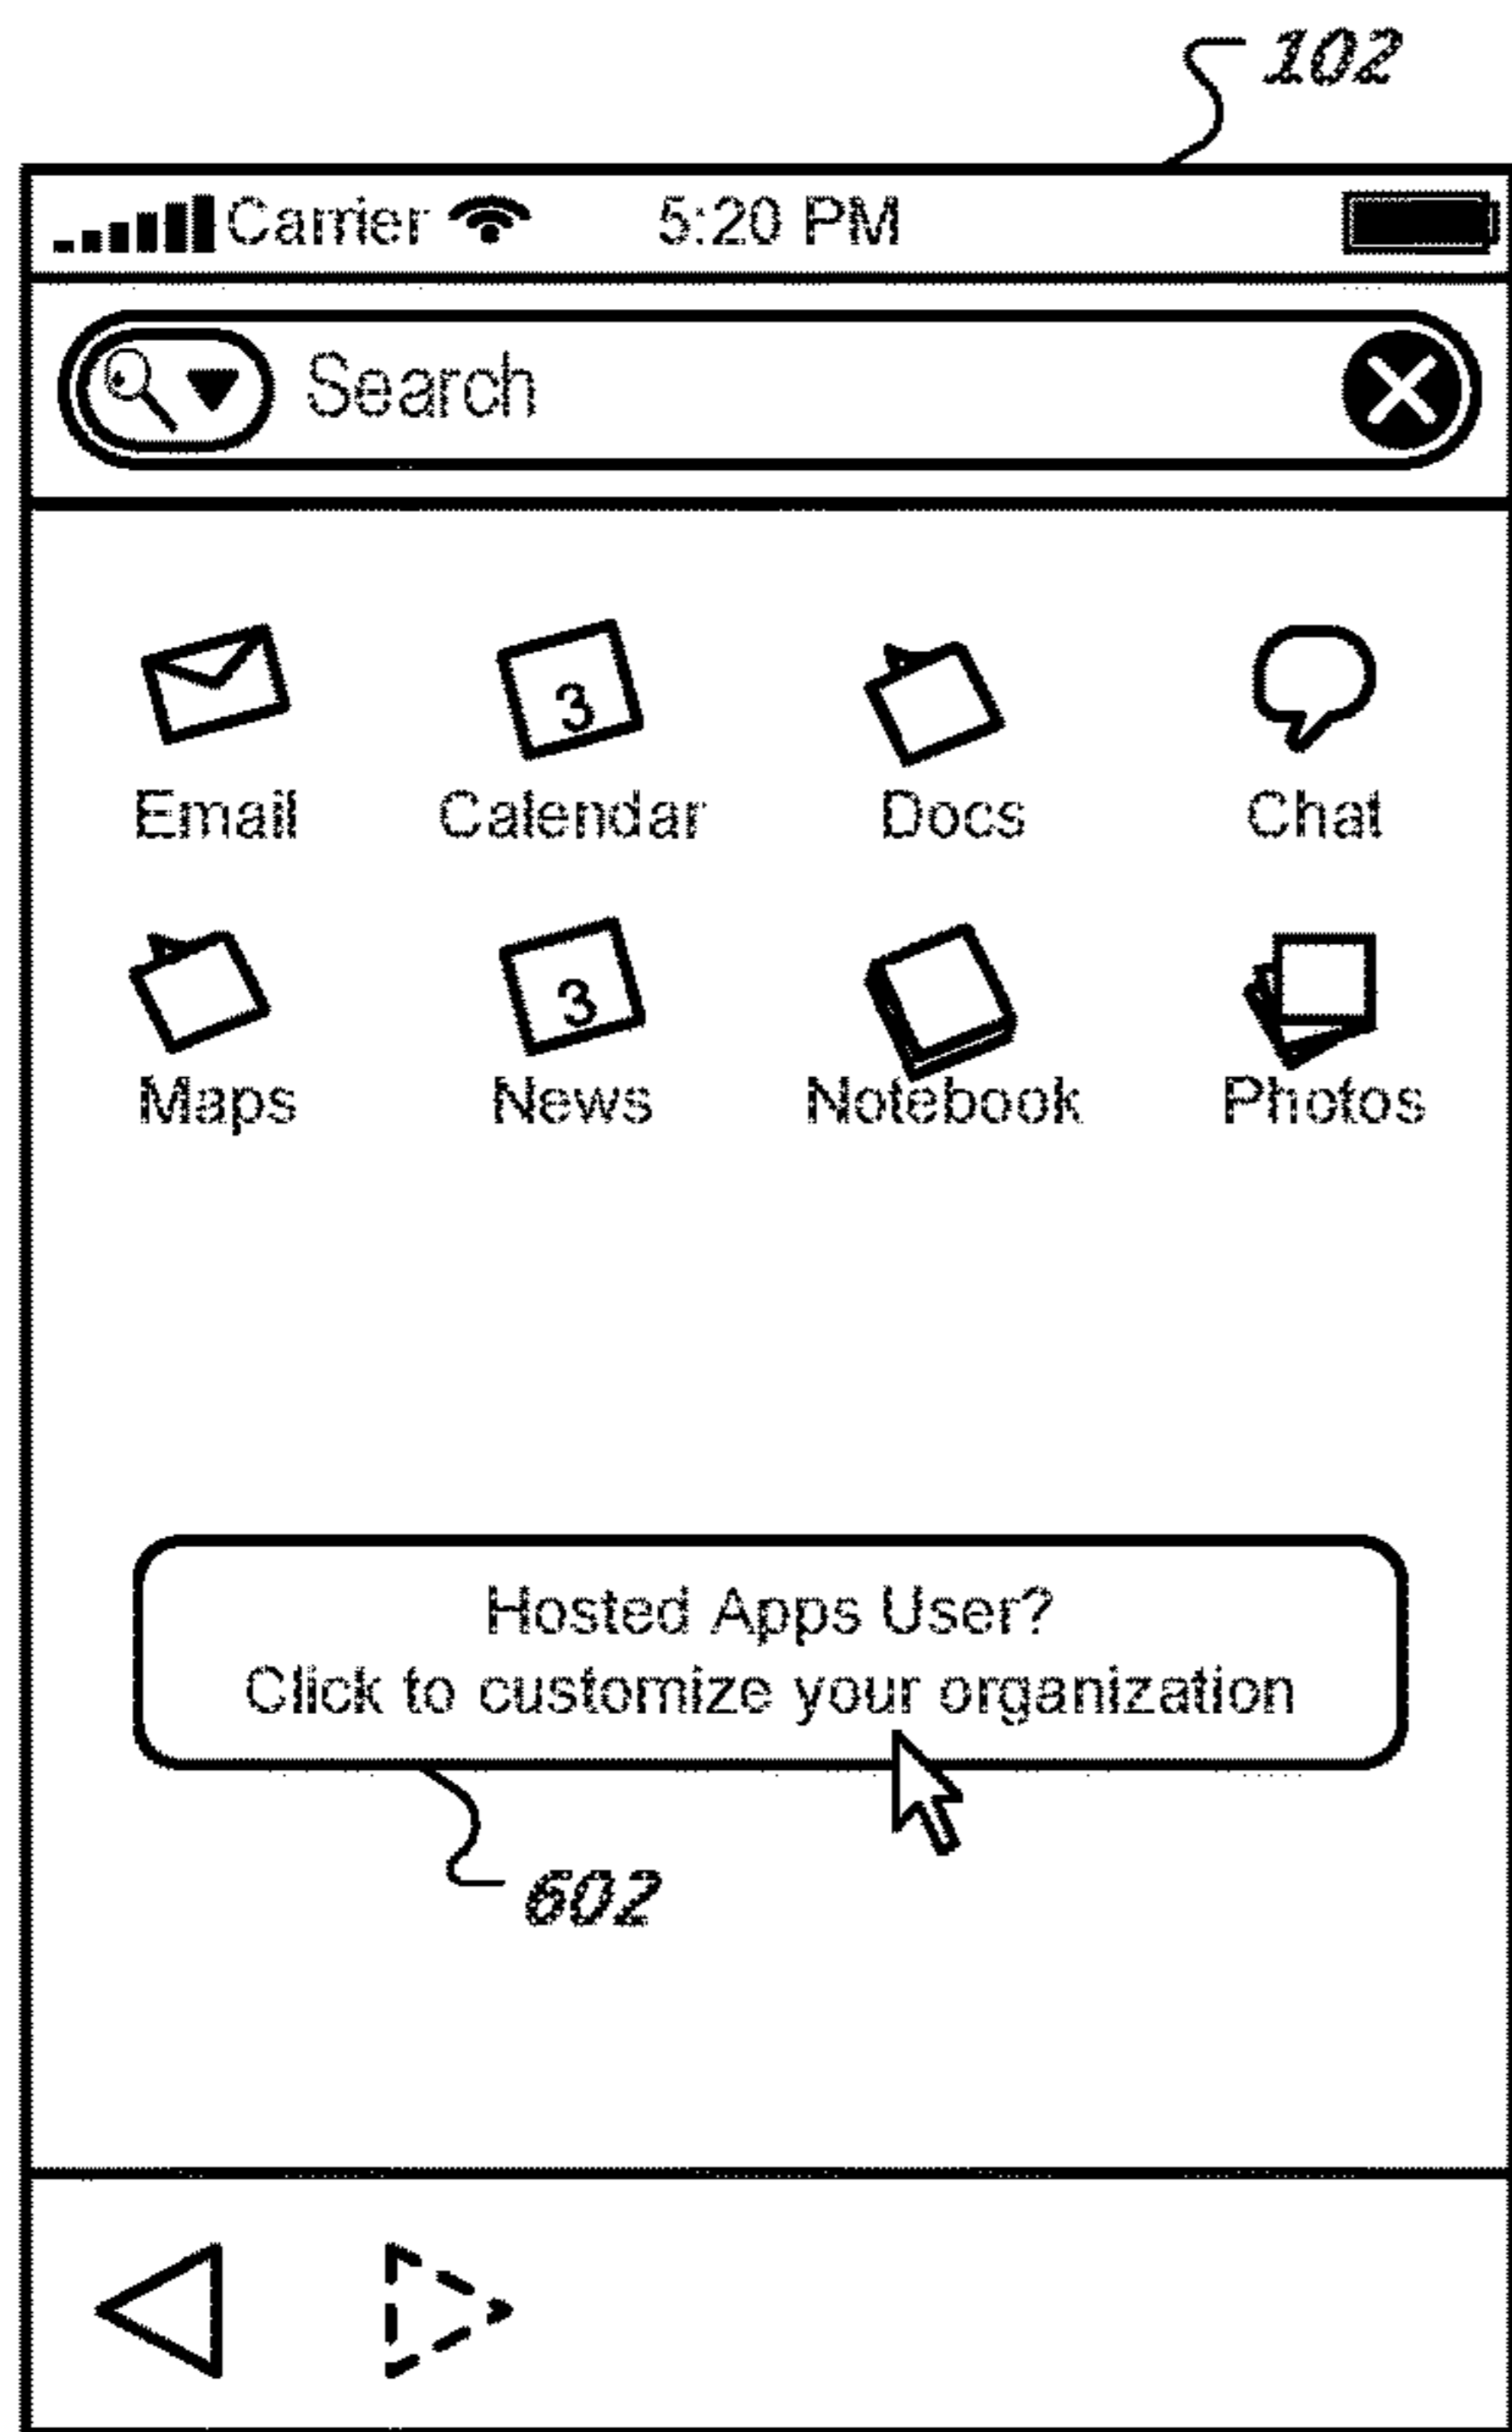 102
Carrier 5:20 PM
Search
3
Email Calendar Docs Chat
3
Maps News Notebook Photos
Hosted Apps User?
Click to customize your organization
602